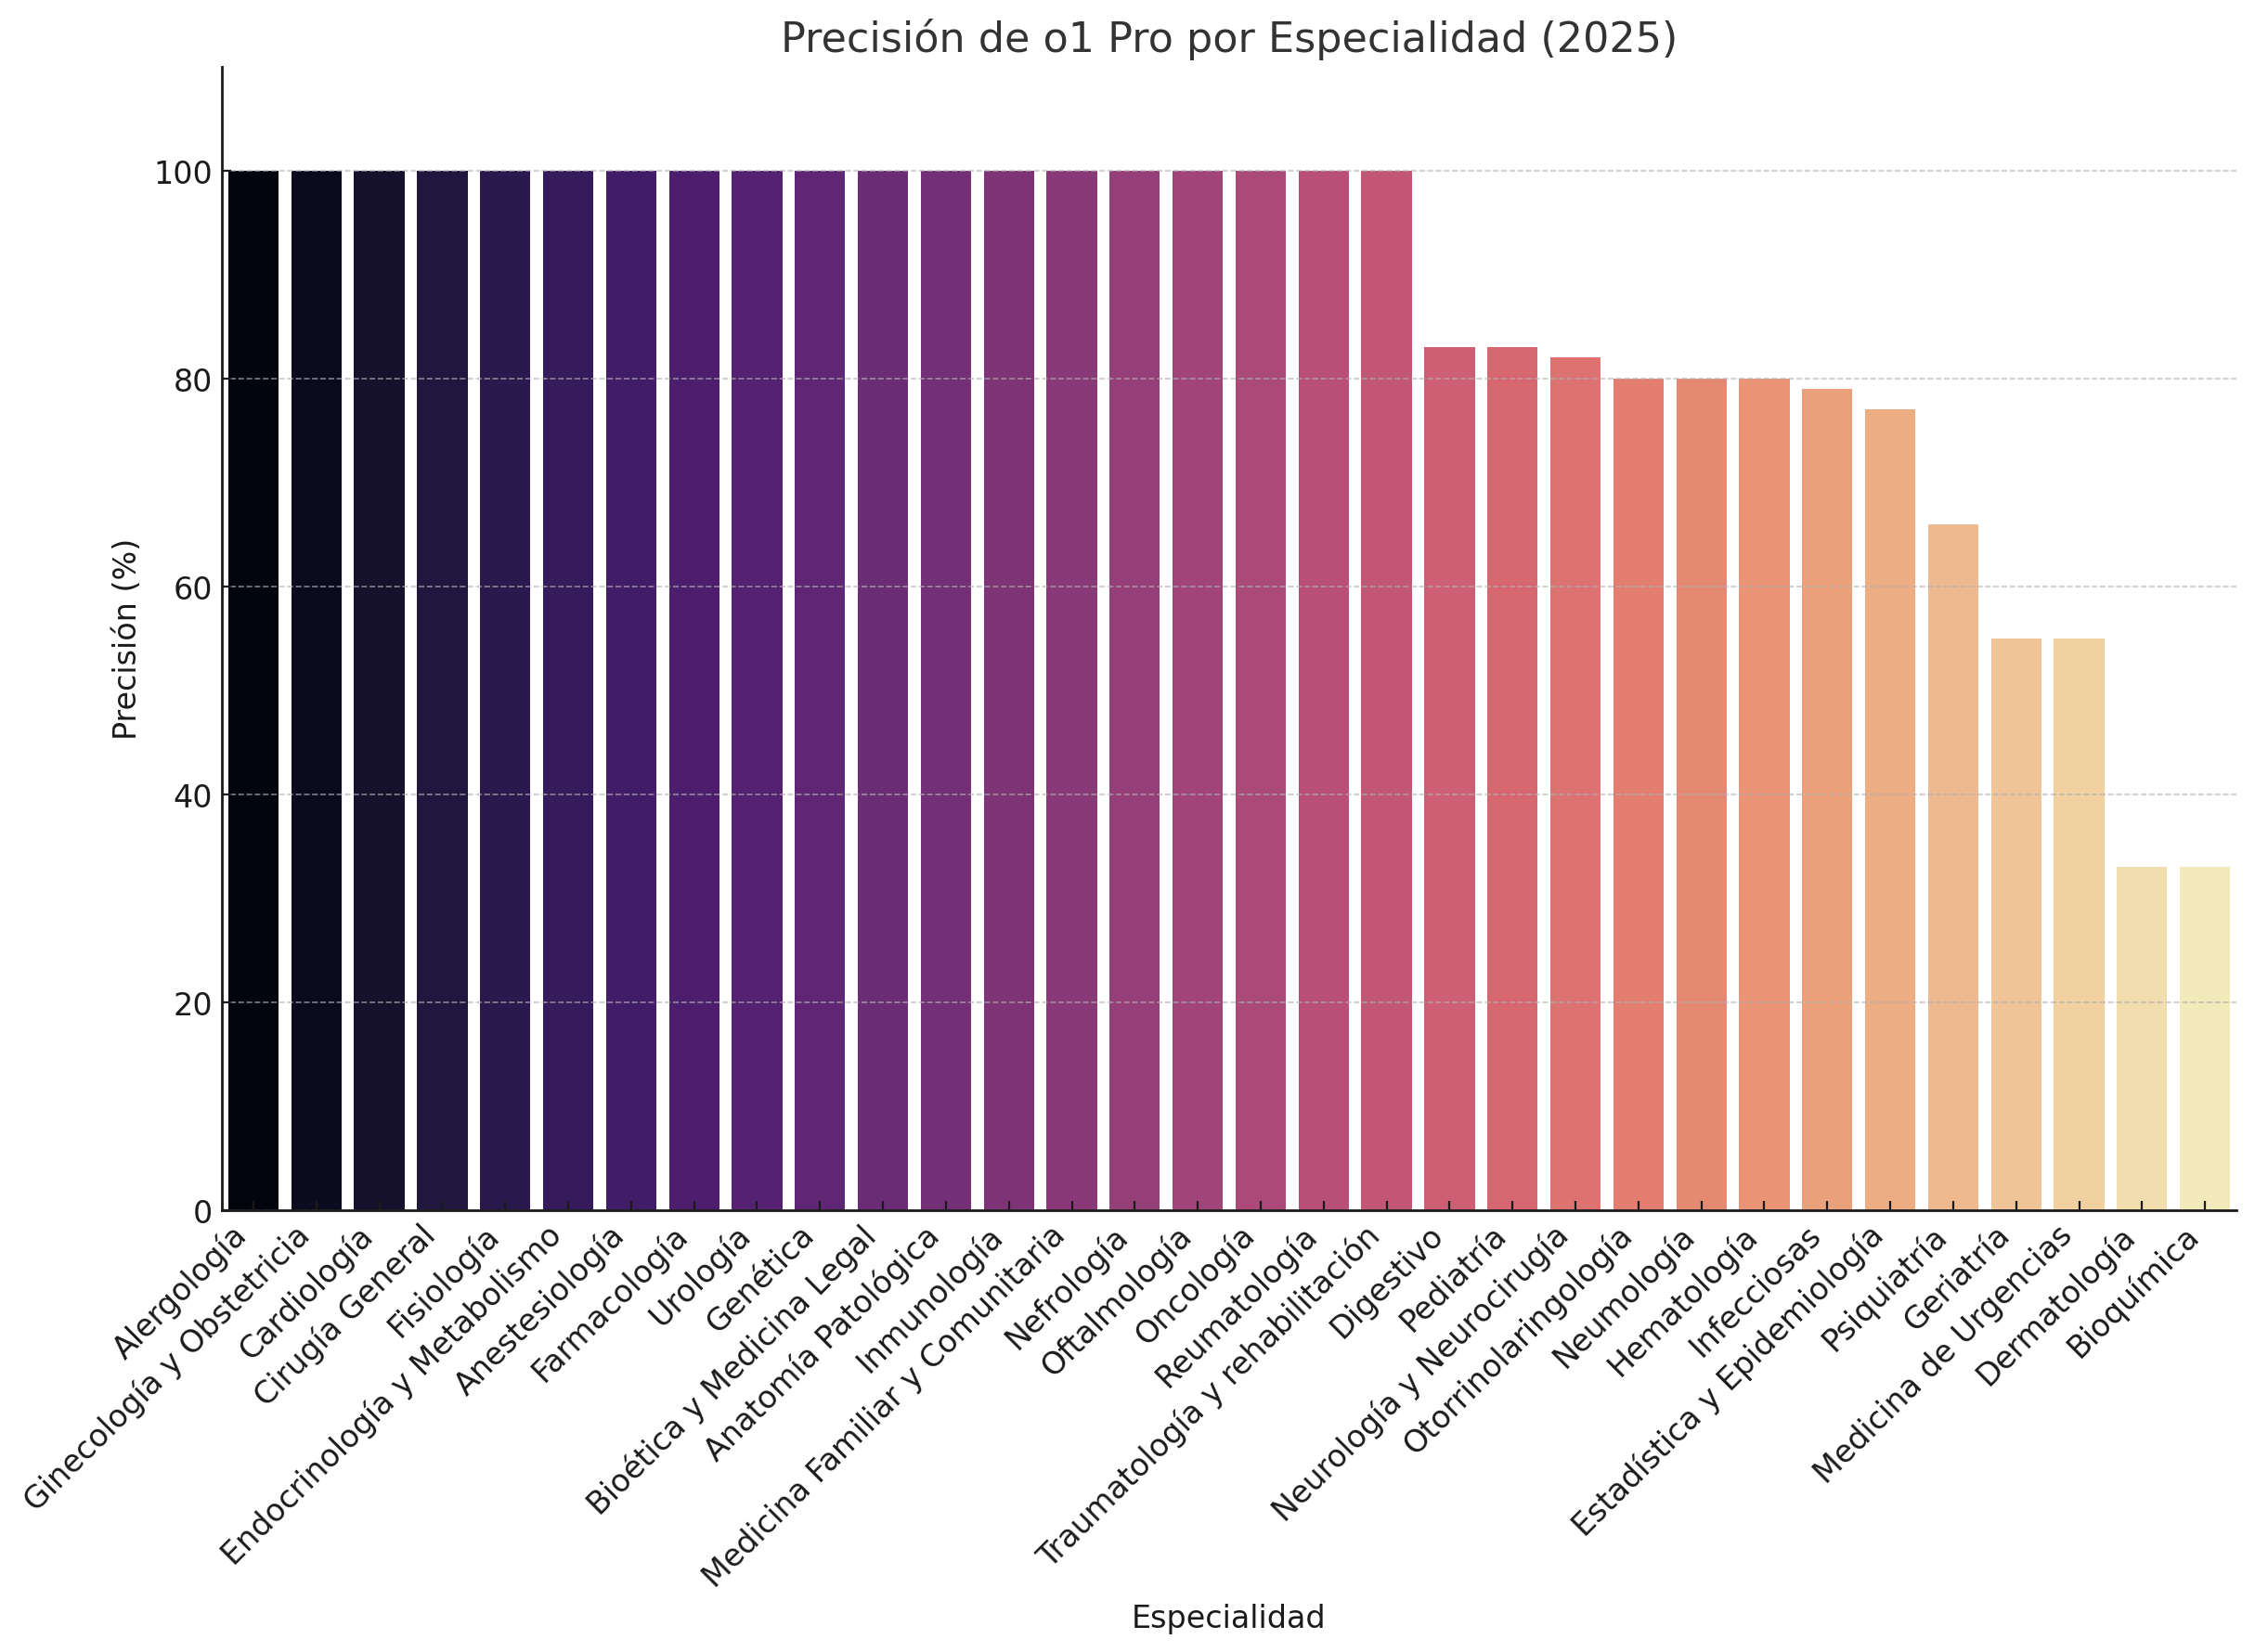 Precisión de o1 Pro por Especialidad (2025)
Precisión (%)
100
80
60
40
20
0
Alergología
Ginecología y Obstetricia
Cardiología
Cirugía General
Fisiología
Endocrinología y Metabolismo
Anestesiología
Farmacología
Urología
Genética
Bioética y Medicina Legal
Anatomía Patológica
Inmunología
Medicina Familiar y Comunitaria
Nefrología
Oftalmología
Oncología
Reumatología
Traumatología y rehabilitación
Digestivo
Pediatría
Neurología y Neurocirugía
Otorrinolaringología
Neumología
Hematología
Infecciosas
Estadística y Epidemiología
Psiquiatría
Geriatría
Medicina de Urgencias
Dermatología
Bioquímica
Especialidad